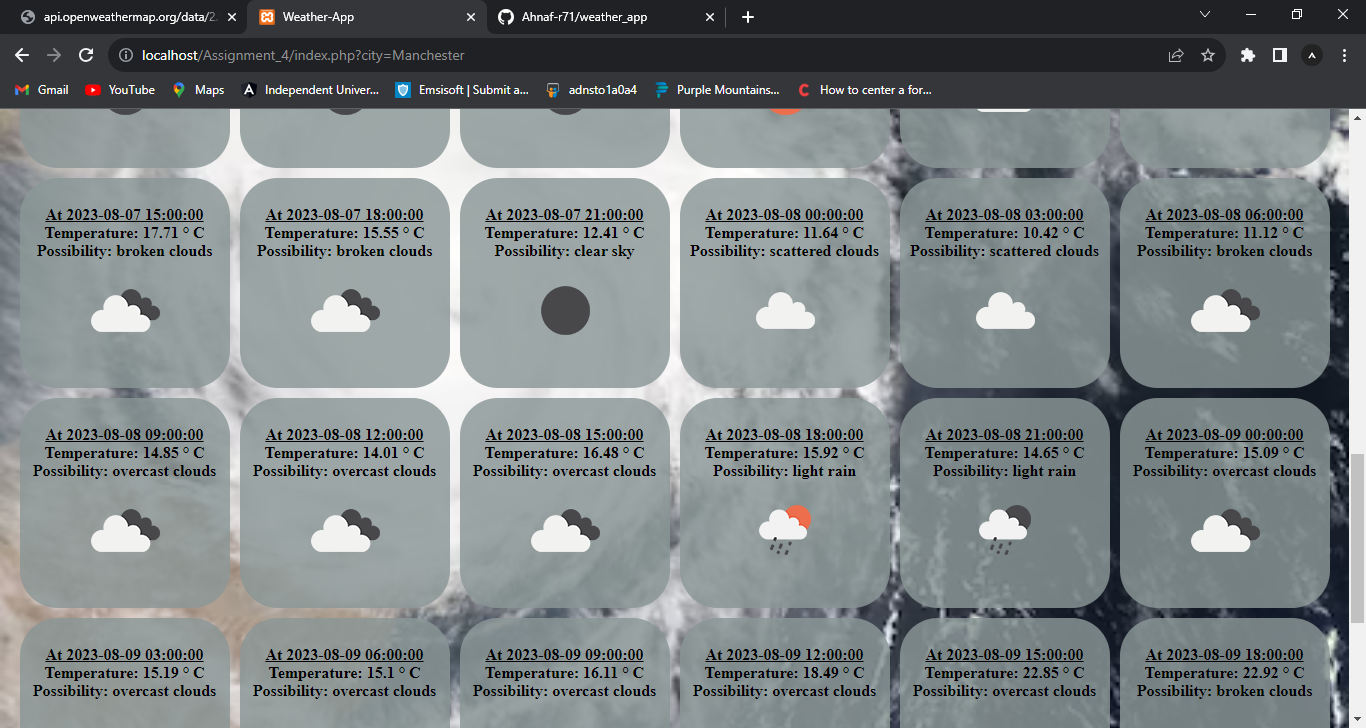 api.openweathermap.org/data/2.
Weather-App
Ahnaf-r71/weather_app
localhost/Assignment_4/index.php?city=Manchester
Gmail
YouTube
Maps
Independent Univer...
Emsisoft | Submit a...
adnsto1a0a4
Purple Mountains...
How to center a for...
At 2023-08-07 15:00:00
Temperature: 17.71 ° C
Possibility: broken clouds
At 2023-08-07 18:00:00
Temperature: 15.55 ° C
Possibility: broken clouds
At 2023-08-07 21:00:00
Temperature: 12.41 ° C
Possibility: clear sky
At 2023-08-08 00:00:00
Temperature: 11.64 ° C
Possibility: scattered clouds
At 2023-08-08 03:00:00
Temperature: 10.42 ° C
Possibility: scattered clouds
At 2023-08-08 06:00:00
Temperature: 11.12 ° C
Possibility: broken clouds
At 2023-08-08 09:00:00
Temperature: 14.85 ° C
Possibility: overcast clouds
At 2023-08-08 12:00:00
Temperature: 14.01 ° C
Possibility: overcast clouds
At 2023-08-08 15:00:00
Temperature: 16.48 ° C
Possibility: overcast clouds
At 2023-08-08 18:00:00
Temperature: 15.92 ° C
Possibility: light rain
At 2023-08-08 21:00:00
Temperature: 14.65 ° C
Possibility: light rain
At 2023-08-09 00:00:00
Temperature: 15.09 ° C
Possibility: overcast clouds
At 2023-08-09 03:00:00
Temperature: 15.19 ° C
Possibility: overcast clouds
At 2023-08-09 06:00:00
Temperature: 15.1 ° C
Possibility: overcast clouds
At 2023-08-09 09:00:00
Temperature: 16.11 ° C
Possibility: overcast clouds
At 2023-08-09 12:00:00
Temperature: 18.49 ° C
Possibility: overcast clouds
At 2023-08-09 15:00:00
Temperature: 22.85 ° C
Possibility: overcast clouds
At 2023-08-09 18:00:00
Temperature: 22.92 ° C
Possibility: broken clouds